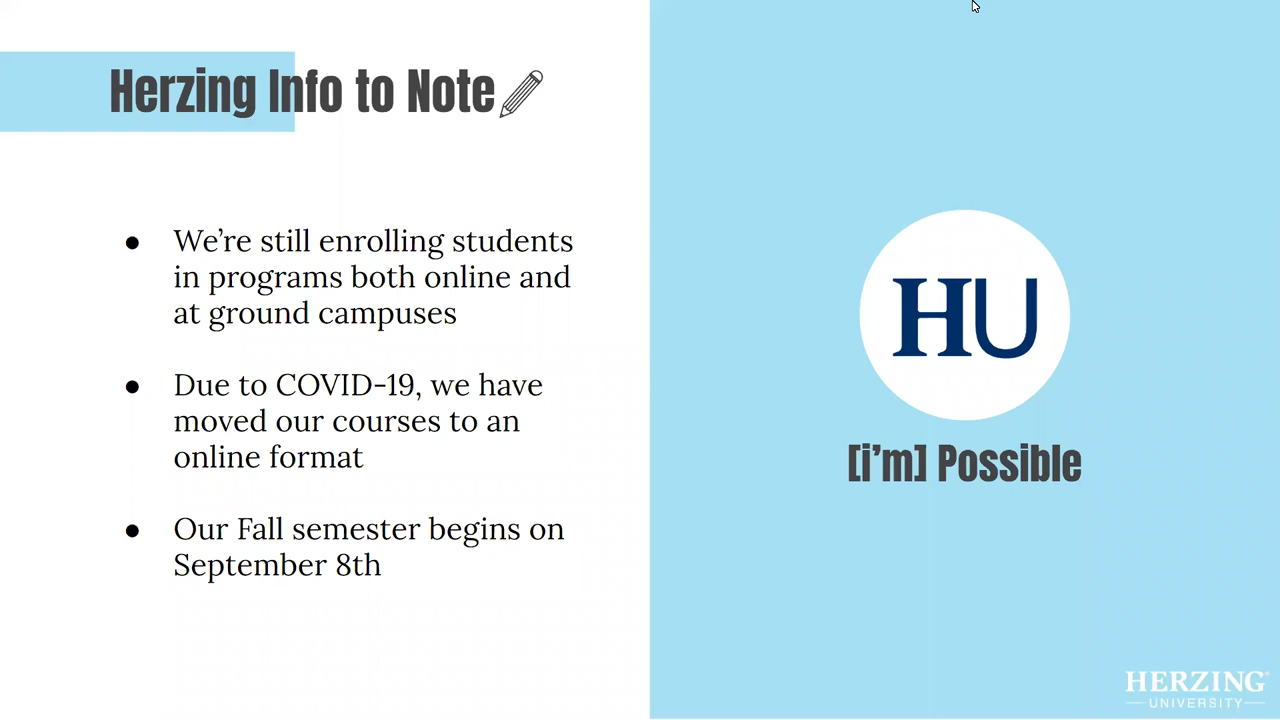 Herzing Info to Note
● We’re still enrolling students
in programs both online and
at ground campuses
● Due to COVID-19, we have
moved our courses to an
online format
● Our Fall semester begins on
September 8th
HU
[i’m] Possible
HERZING®
UNIVERSITY